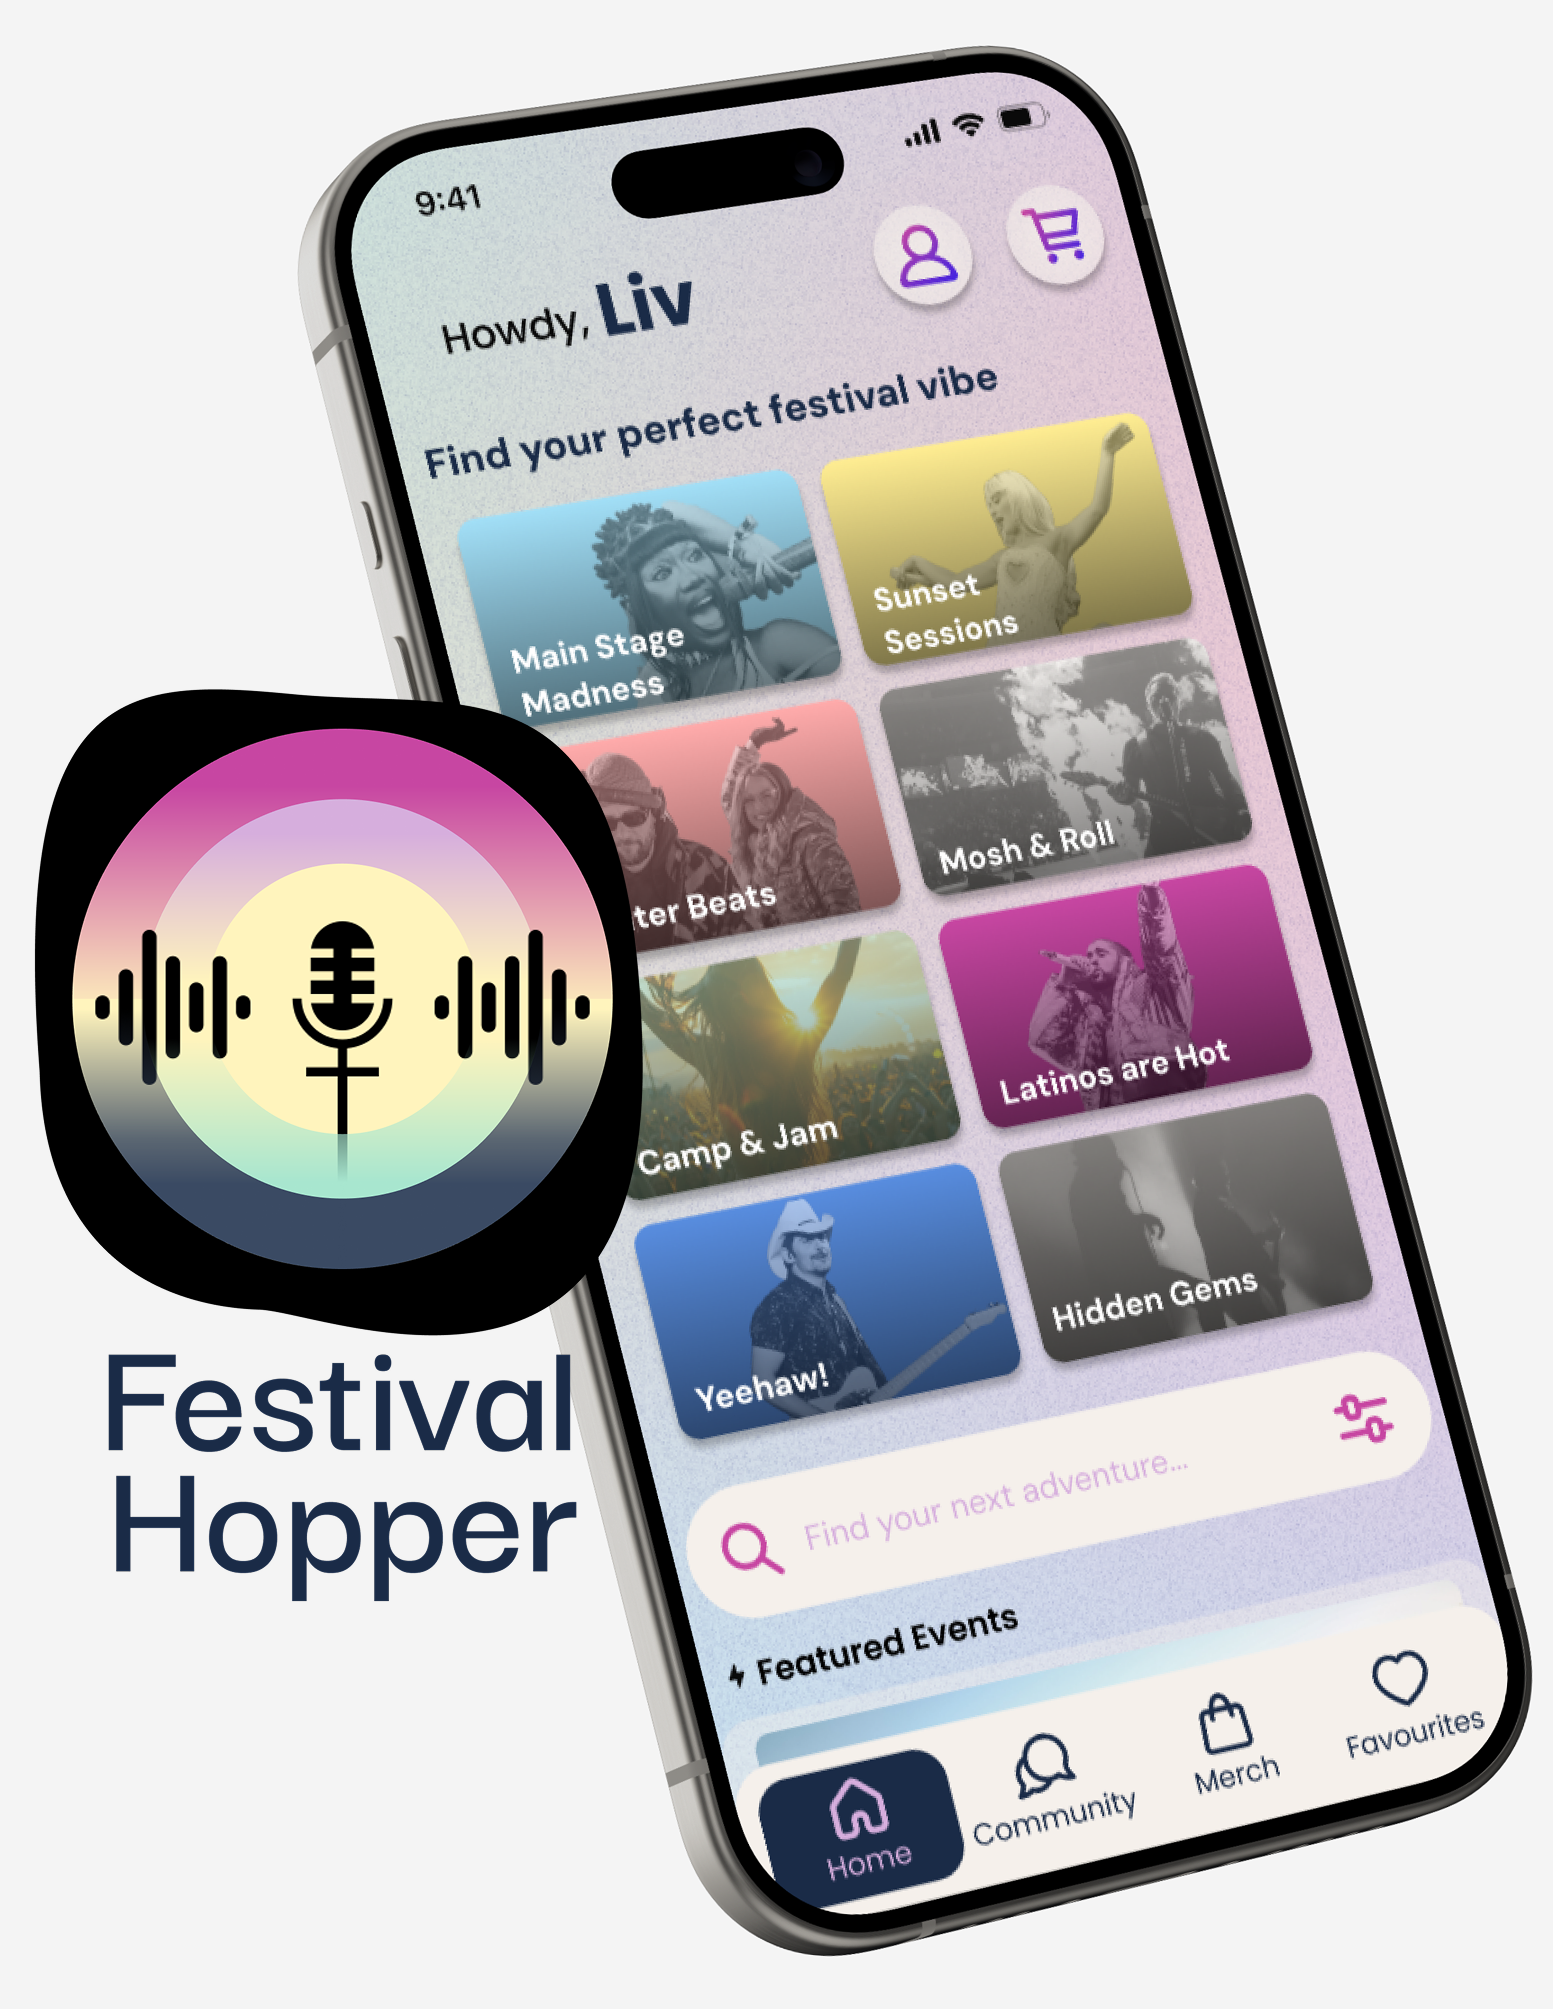 9:41
Howdy, Liv
Find your perfect festival vibe
Main Stage
Madness
Sunset
Sessions
ter Beats
Mosh & Roll
Camp & Jam
Latinos are Hot
Yeehaw!
Hidden Gems
Find your next adventure...
Featured Events
Home
Community
Merch
Favourites
Festival
Hopper